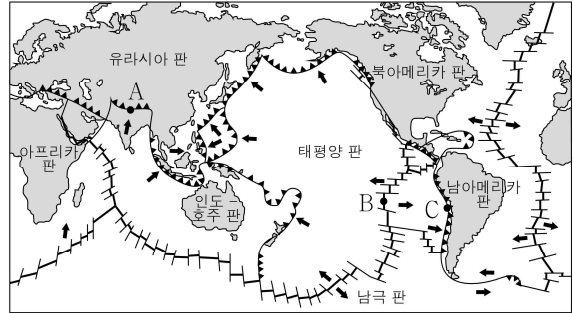 유라시아 판
북아메리카 판
A
아프리카
판
태평양 판
인도 –
호주 판
B
C
남아메리카
판
남극 판